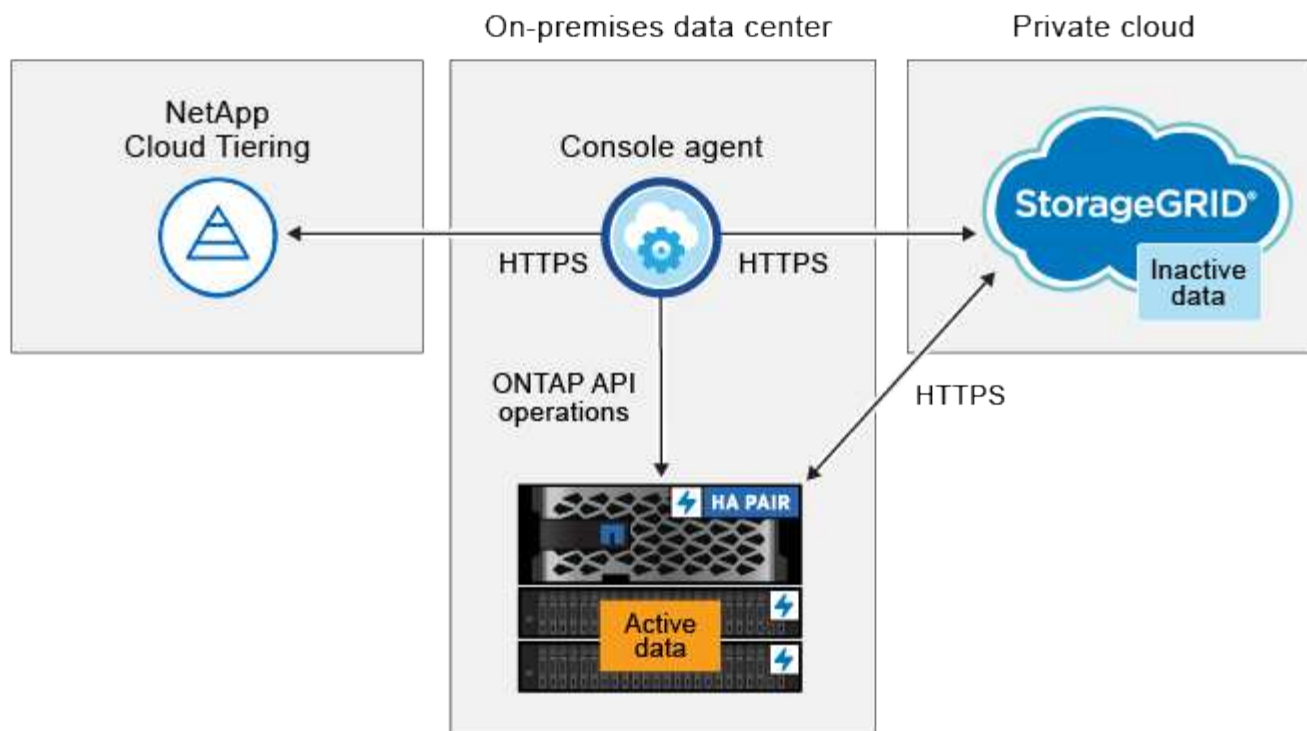 On-premises data center
Private cloud
NetApp
Cloud Tiering
Console agent
HTTPS
HTTPS
StorageGRID®
Inactive
data
ONTAP API
operations
HTTPS
HA PAIR
Active
data